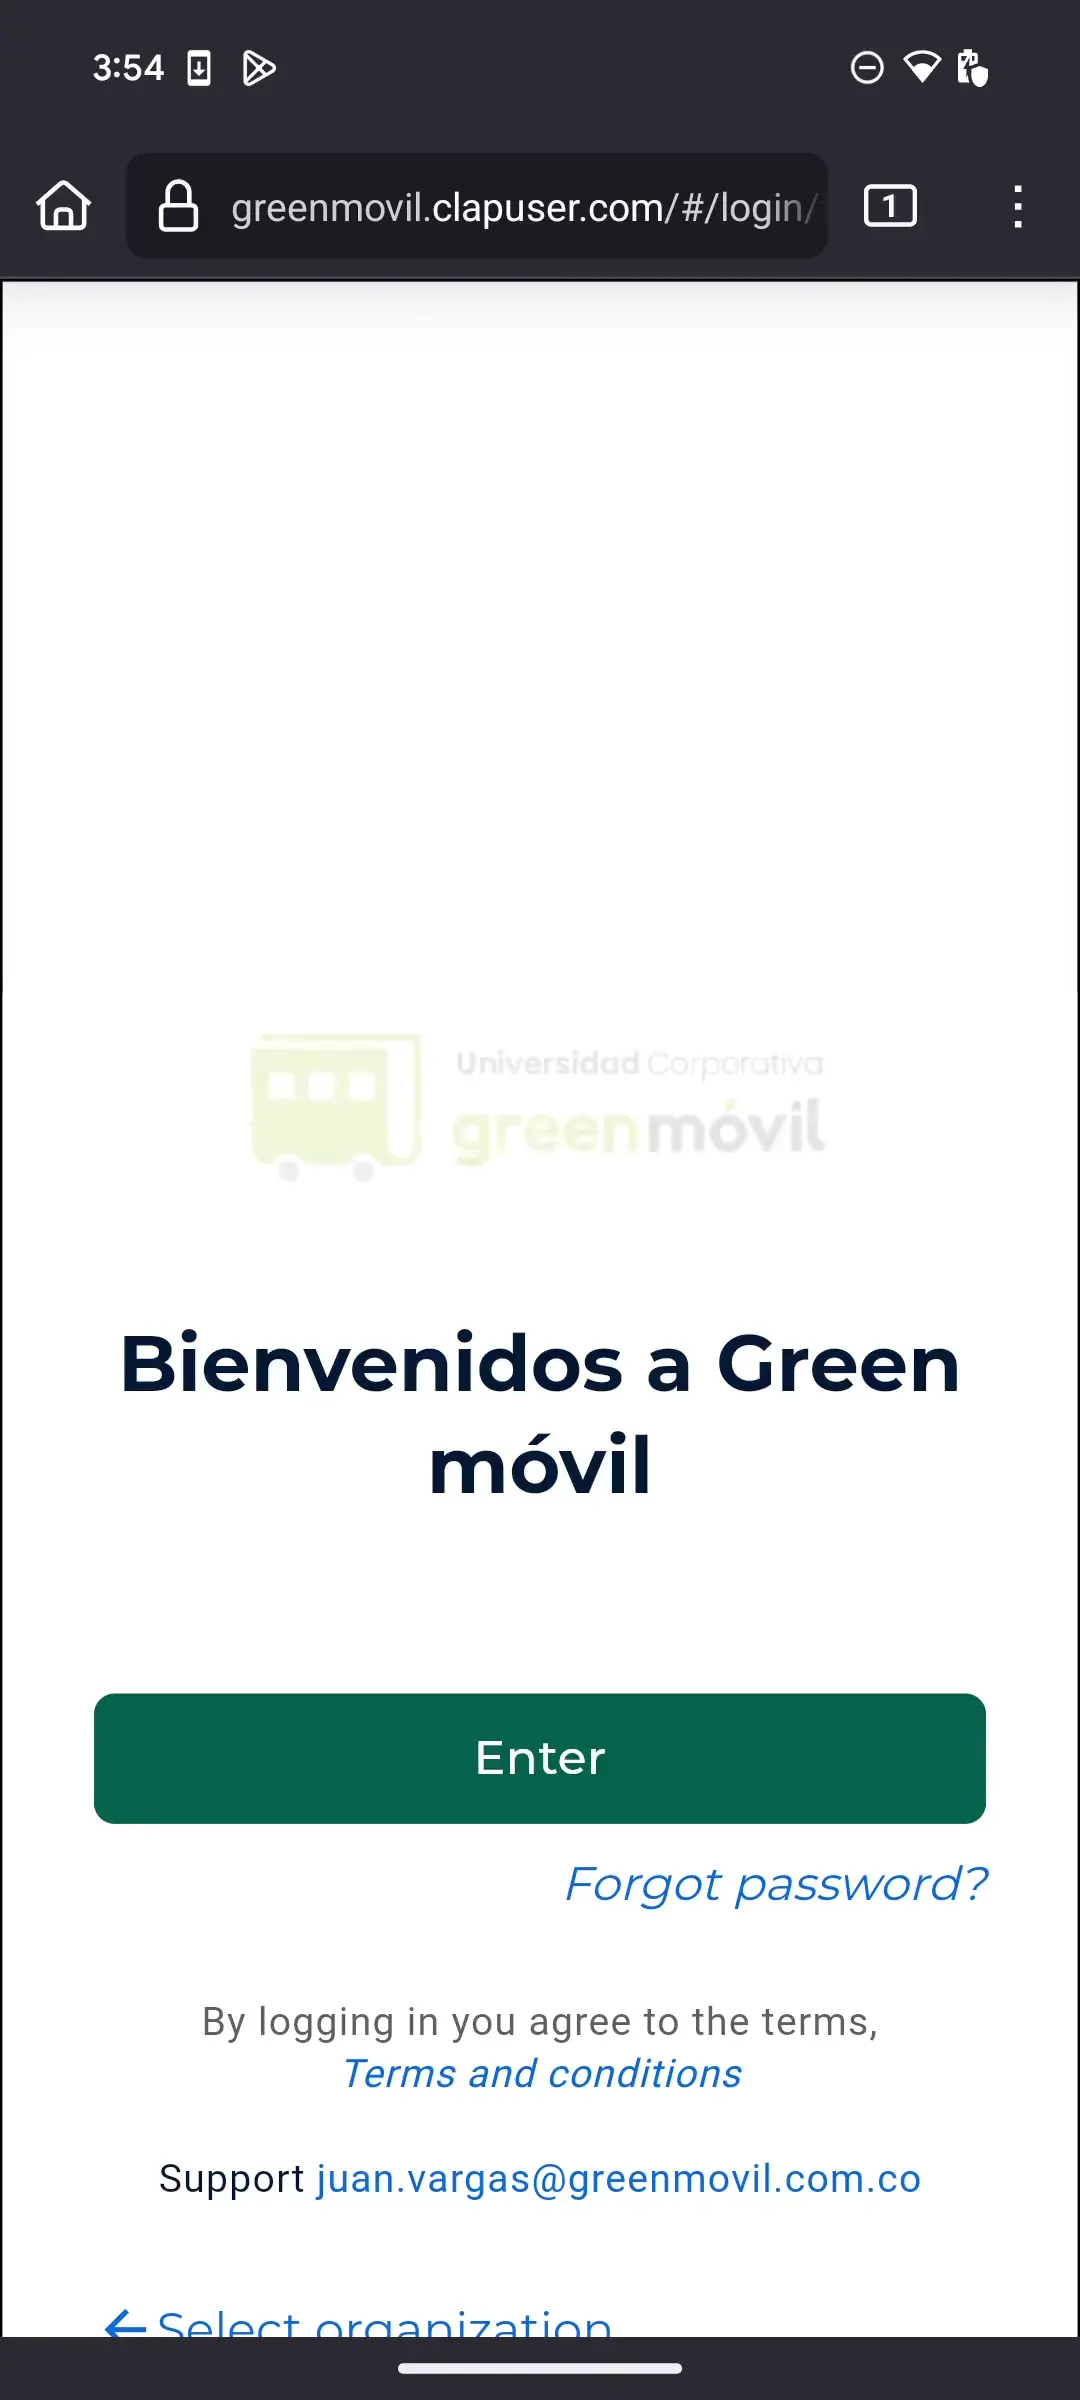 3:54
greenmovil.clapuser.com/#/login/
1
Universidad Corporativa
greenmóvil
Bienvenidos a Green
móvil
Enter
Forgot password?
By logging in you agree to the terms,
Terms and conditions
Support juan.vargas@greenmovil.com.co
Select organization